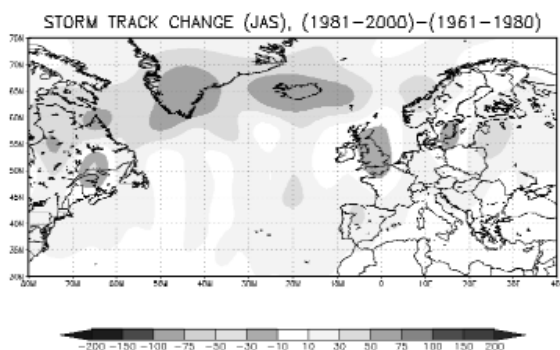 STORM TRACK CHANGE (JAS), (1981−2000)−(1961−1980)
75N
70N
65N
60N
55N
50N
45N
40N
35N
30N
80W 70W 60W 50W 40W 30W 20W 10W 0 10E 20E 30E
−200 −150 −100 −75 −50 −30 −10 10 30 50 75 100 150 200